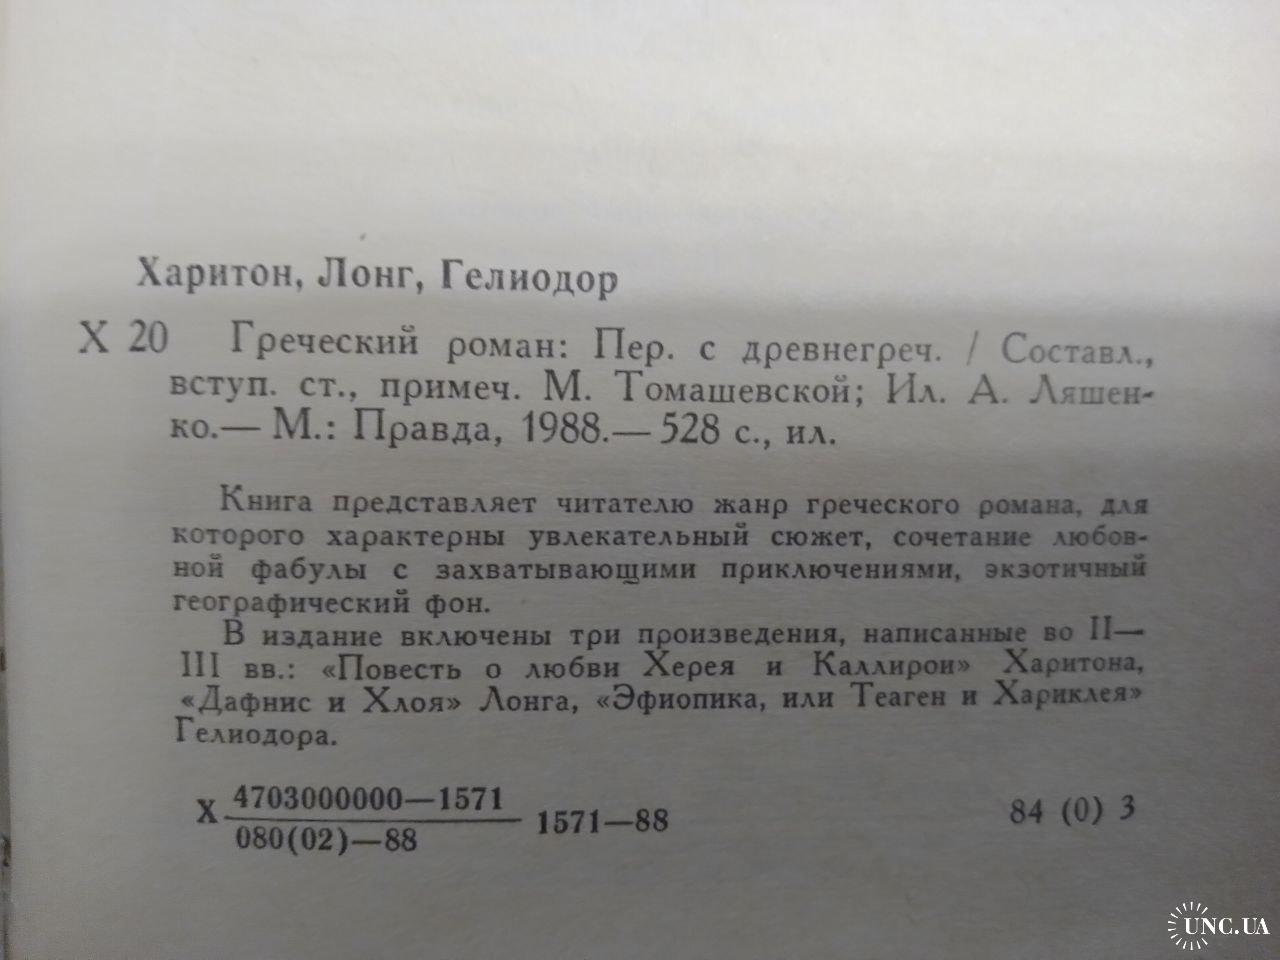 Харитон, Лонг, Гелиодор
Х 20 Греческий роман: Пер. с древнегреч. / Составл.,
вступ. ст., примеч. М. Томашевской; Ил. А. Ляшен-
ко.— М.: Правда, 1988.— 528 с., ил.
Книга представляет читателю жанр греческого романа, для
которого характерны увлекательный сюжет, сочетание любов-
ной фабулы с захватывающими приключениями, экзотичный
географический фон.
В издание включены три произведения, написанные во II—
III вв.: «Повесть о любви Херея и Каллирои» Харитона,
«Дафнис и Хлоя» Лонга, «Эфиопика, или Теаген и Хариклея»
Гелиодора.
Х 4703000000—1571
080(02)—88
1571—88
84 (0) 3
UNC.UA